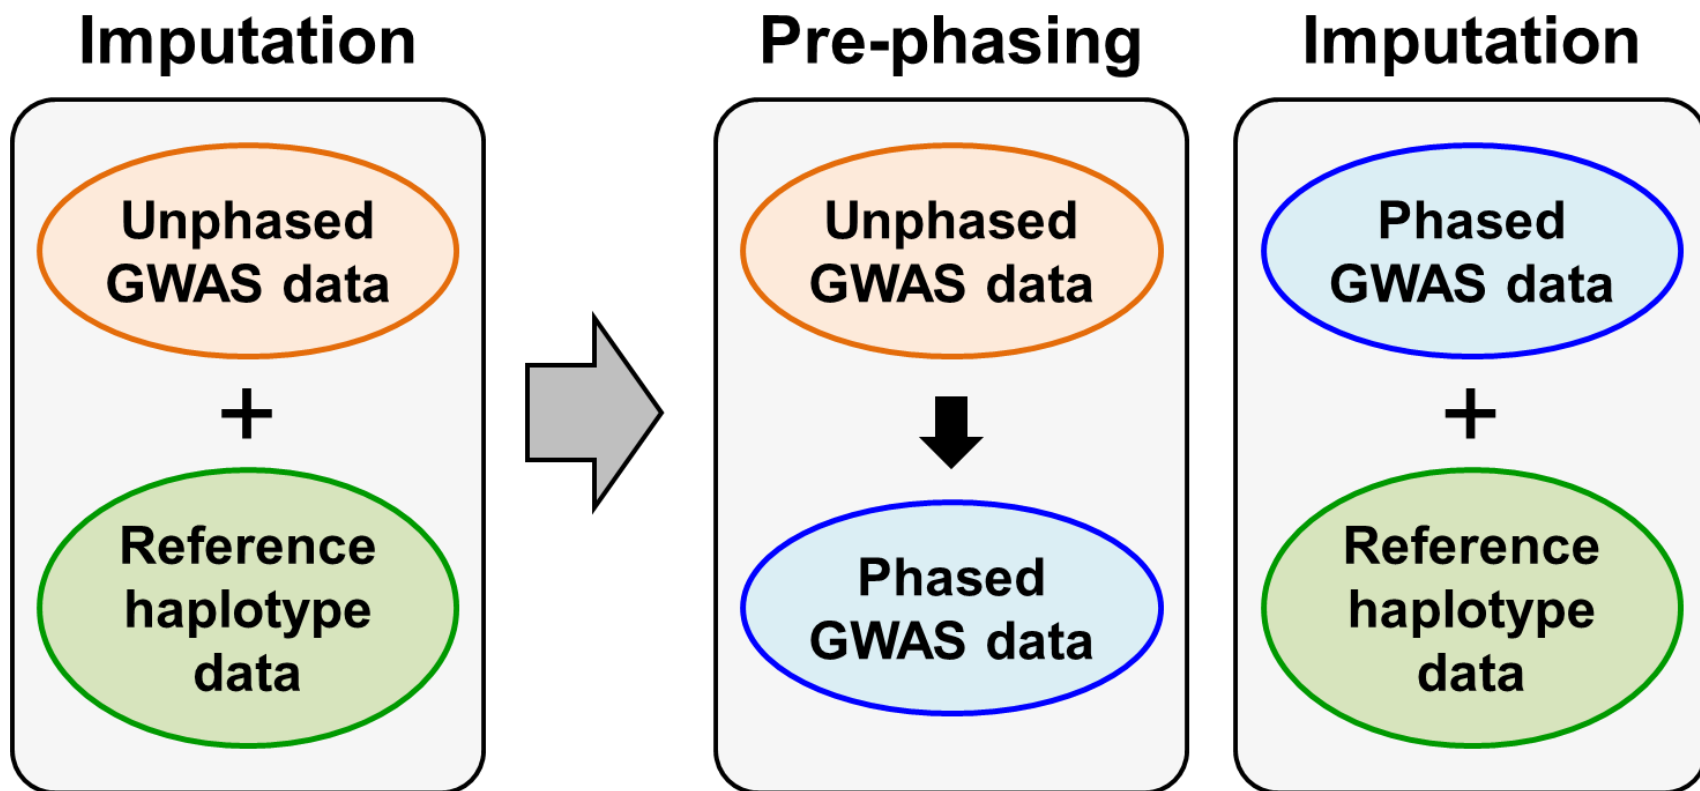 Imputation
Unphased
GWAS data
+
Reference
haplotype
data
Pre-phasing
Unphased
GWAS data
Phased
GWAS data
Imputation
Phased
GWAS data
+
Reference
haplotype
data